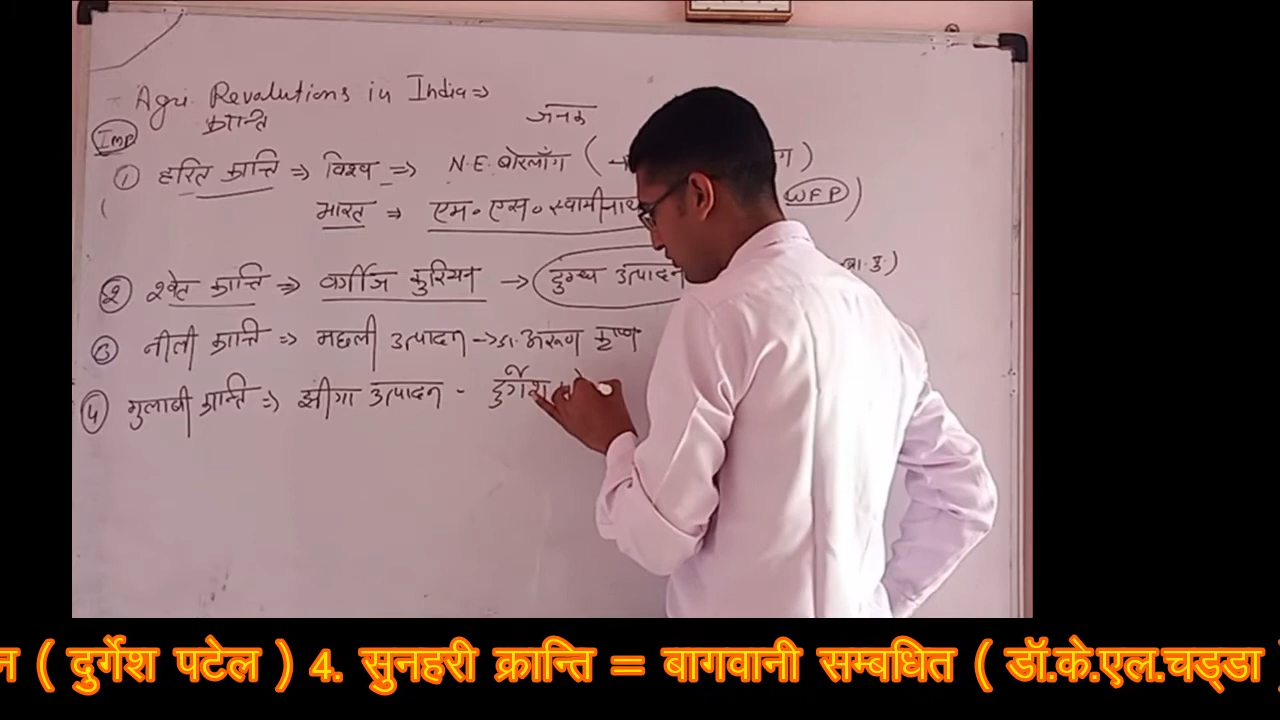 Agri Revalutions in India⇒
क्रान्ति
जनक
Imp
① हरित क्रान्ति ⇒ विश्व ⇒ N.E. बोरलॉग (→ ग)
( भारत ⇒ एम॰ एस॰ स्वामीनाथ WFP )
② श्वेत क्रान्ति ⇒ वर्गीज कुरियन → दुग्ध उत्पादन )
③ नीली क्रान्ति ⇒ मछली उत्पादन → डा. अरुण कृष्ण
④ गुलाबी क्रान्ति ⇒ झींगा उत्पादन - दुर्गेश
न ( दुर्गेश पटेल ) 4. सुनहरी क्रान्ति = बागवानी सम्बधित ( डॉ.के.एल.चड्डा )